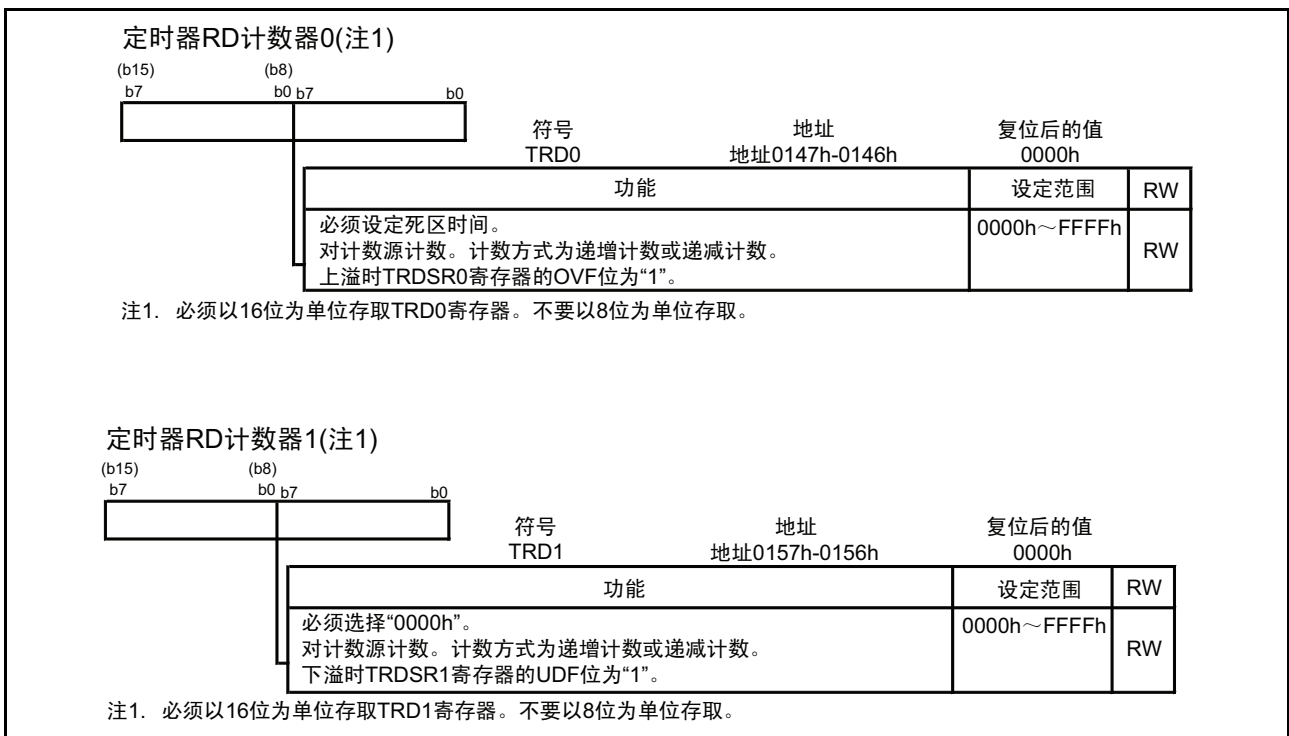 定时器RD计数器0(注1)
(b15) (b8)
b7 b0 b7 b0
符号 地址 复位后的值
TRD0 地址0147h-0146h 0000h
功能 设定范围 RW
必须设定死区时间。 0000h～FFFFh
对计数源计数。计数方式为递增计数或递减计数。 RW
上溢时TRDSR0寄存器的OVF位为“1”。
注1. 必须以16位为单位存取TRD0寄存器。不要以8位为单位存取。
定时器RD计数器1(注1)
(b15) (b8)
b7 b0 b7 b0
符号 地址 复位后的值
TRD1 地址0157h-0156h 0000h
功能 设定范围 RW
必须选择“0000h”。 0000h～FFFFh
对计数源计数。计数方式为递增计数或递减计数。 RW
下溢时TRDSR1寄存器的UDF位为“1”。
注1. 必须以16位为单位存取TRD1寄存器。不要以8位为单位存取。